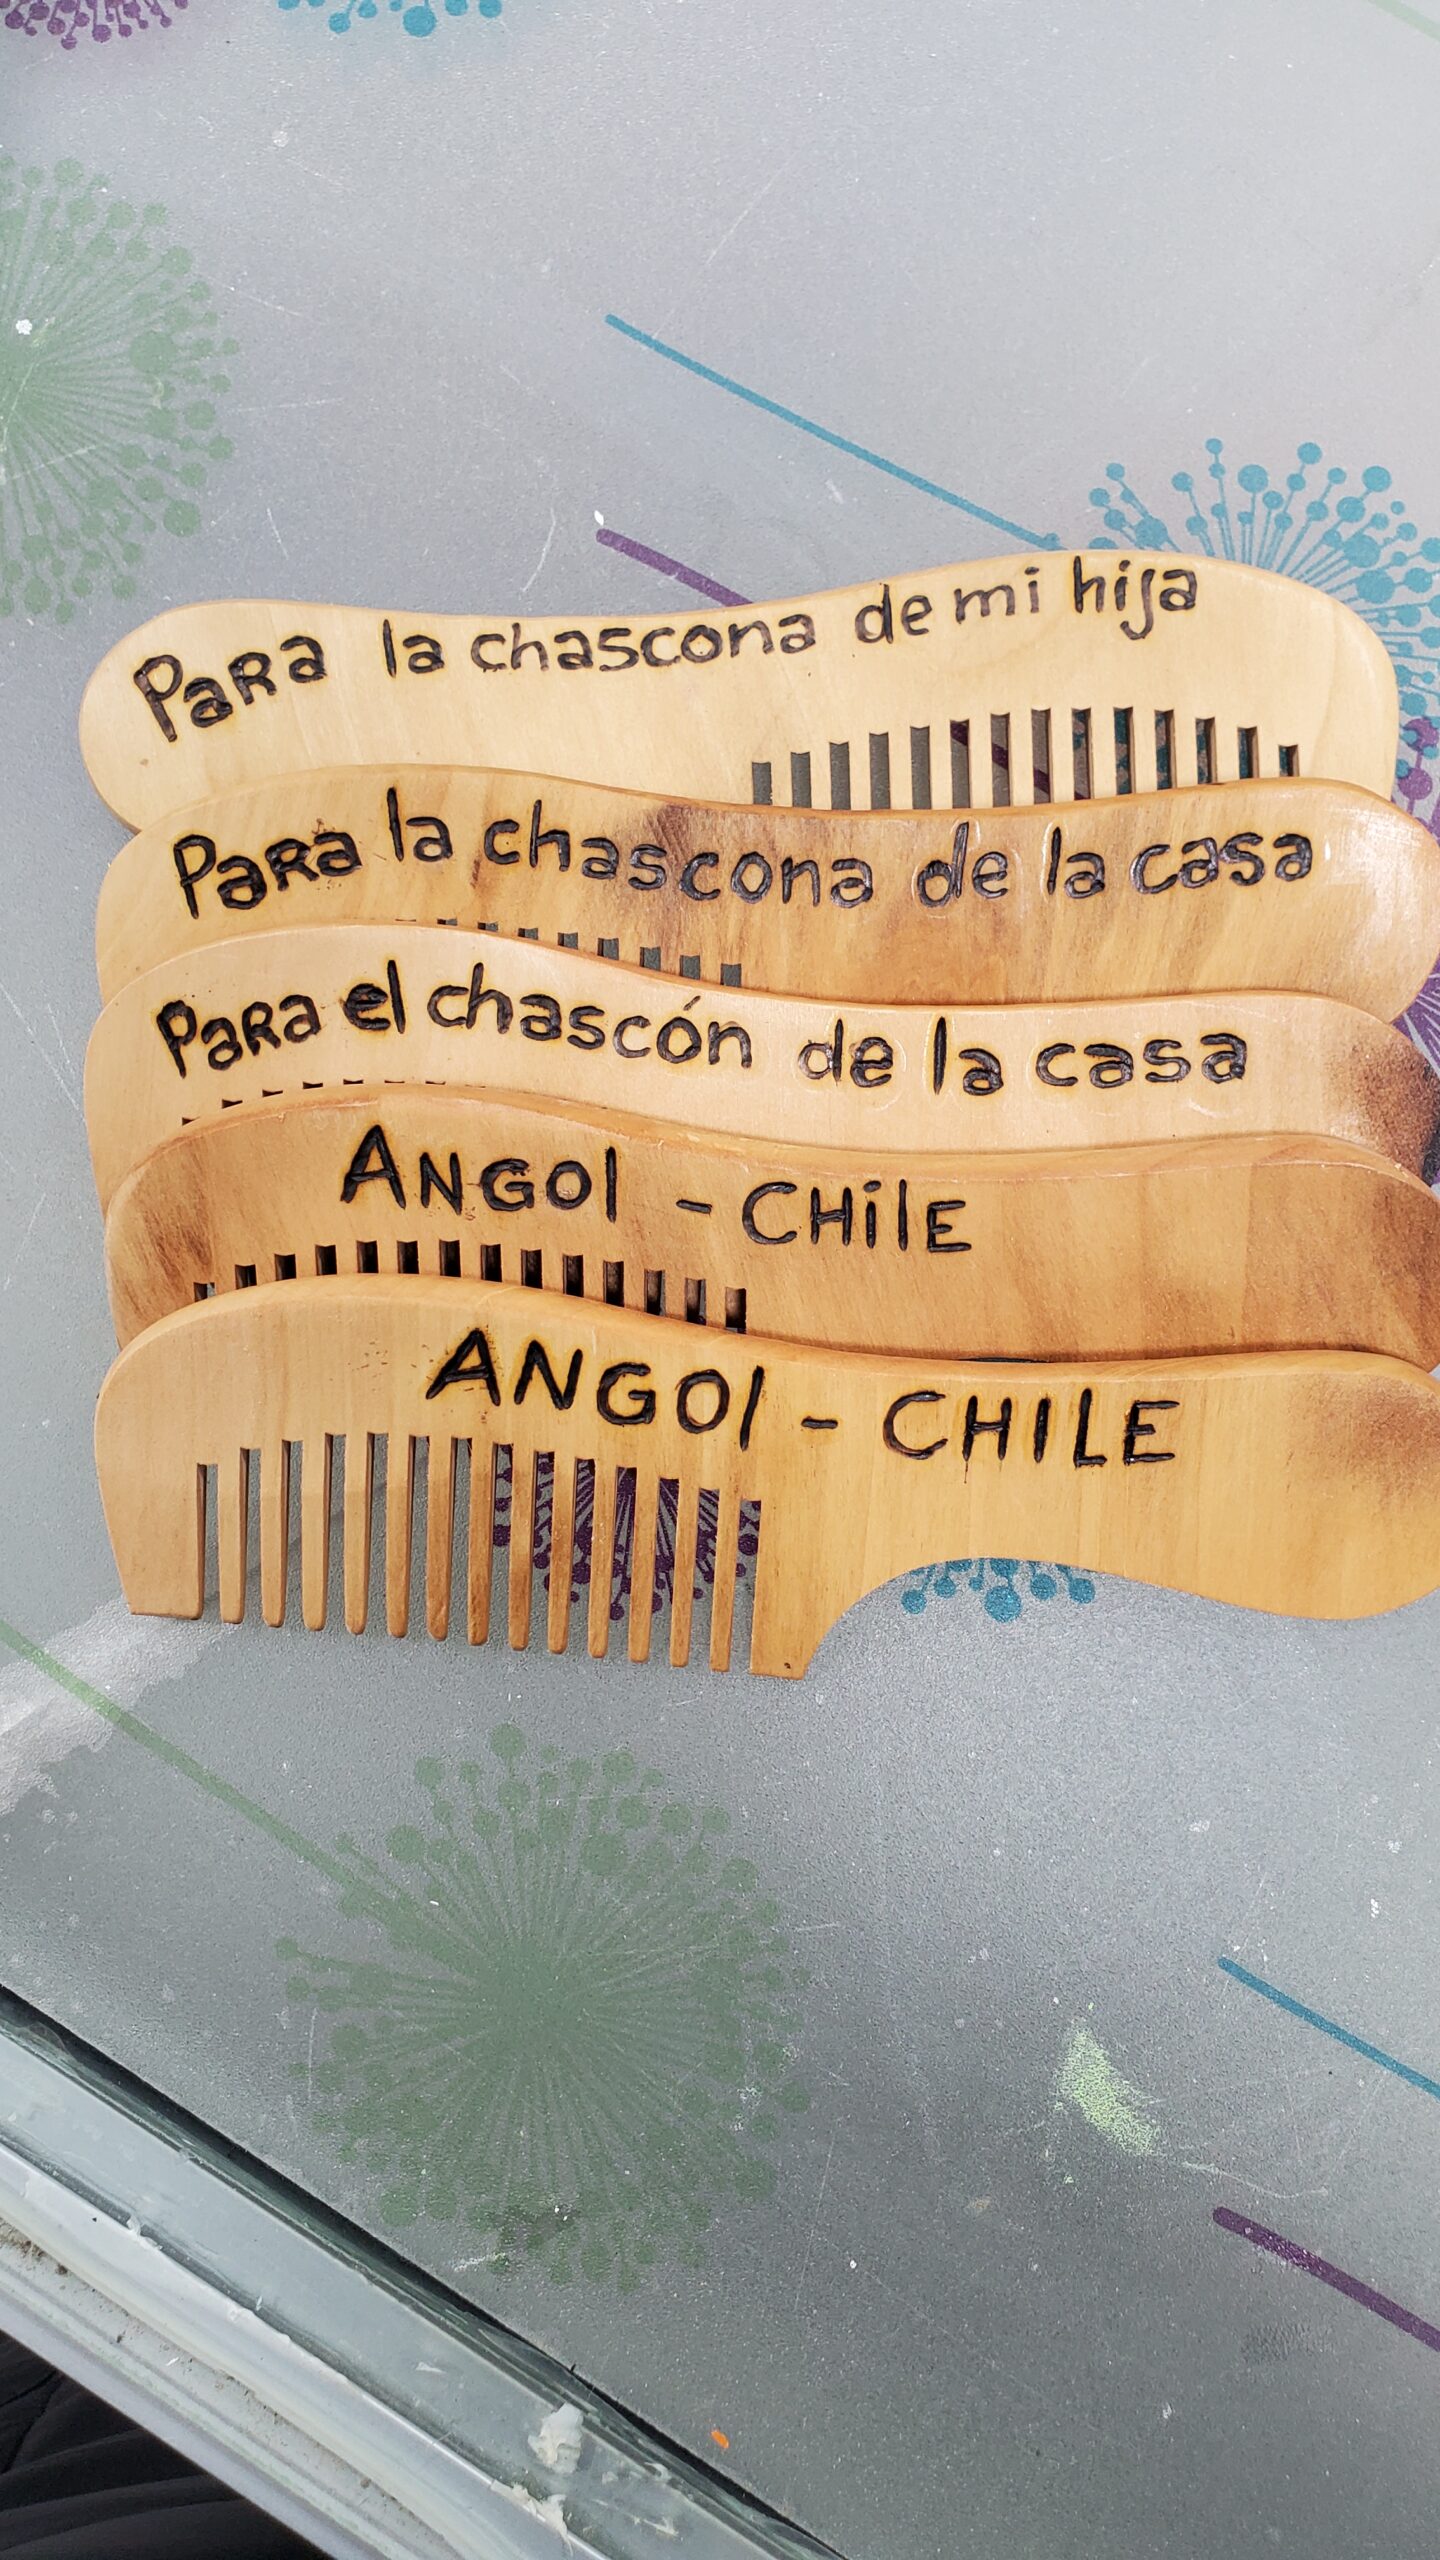 Para la chascona de mi hija
Para la chascona de la casa
Para el chascón de la casa
ANGOl - CHilE
ANGOl - CHILE